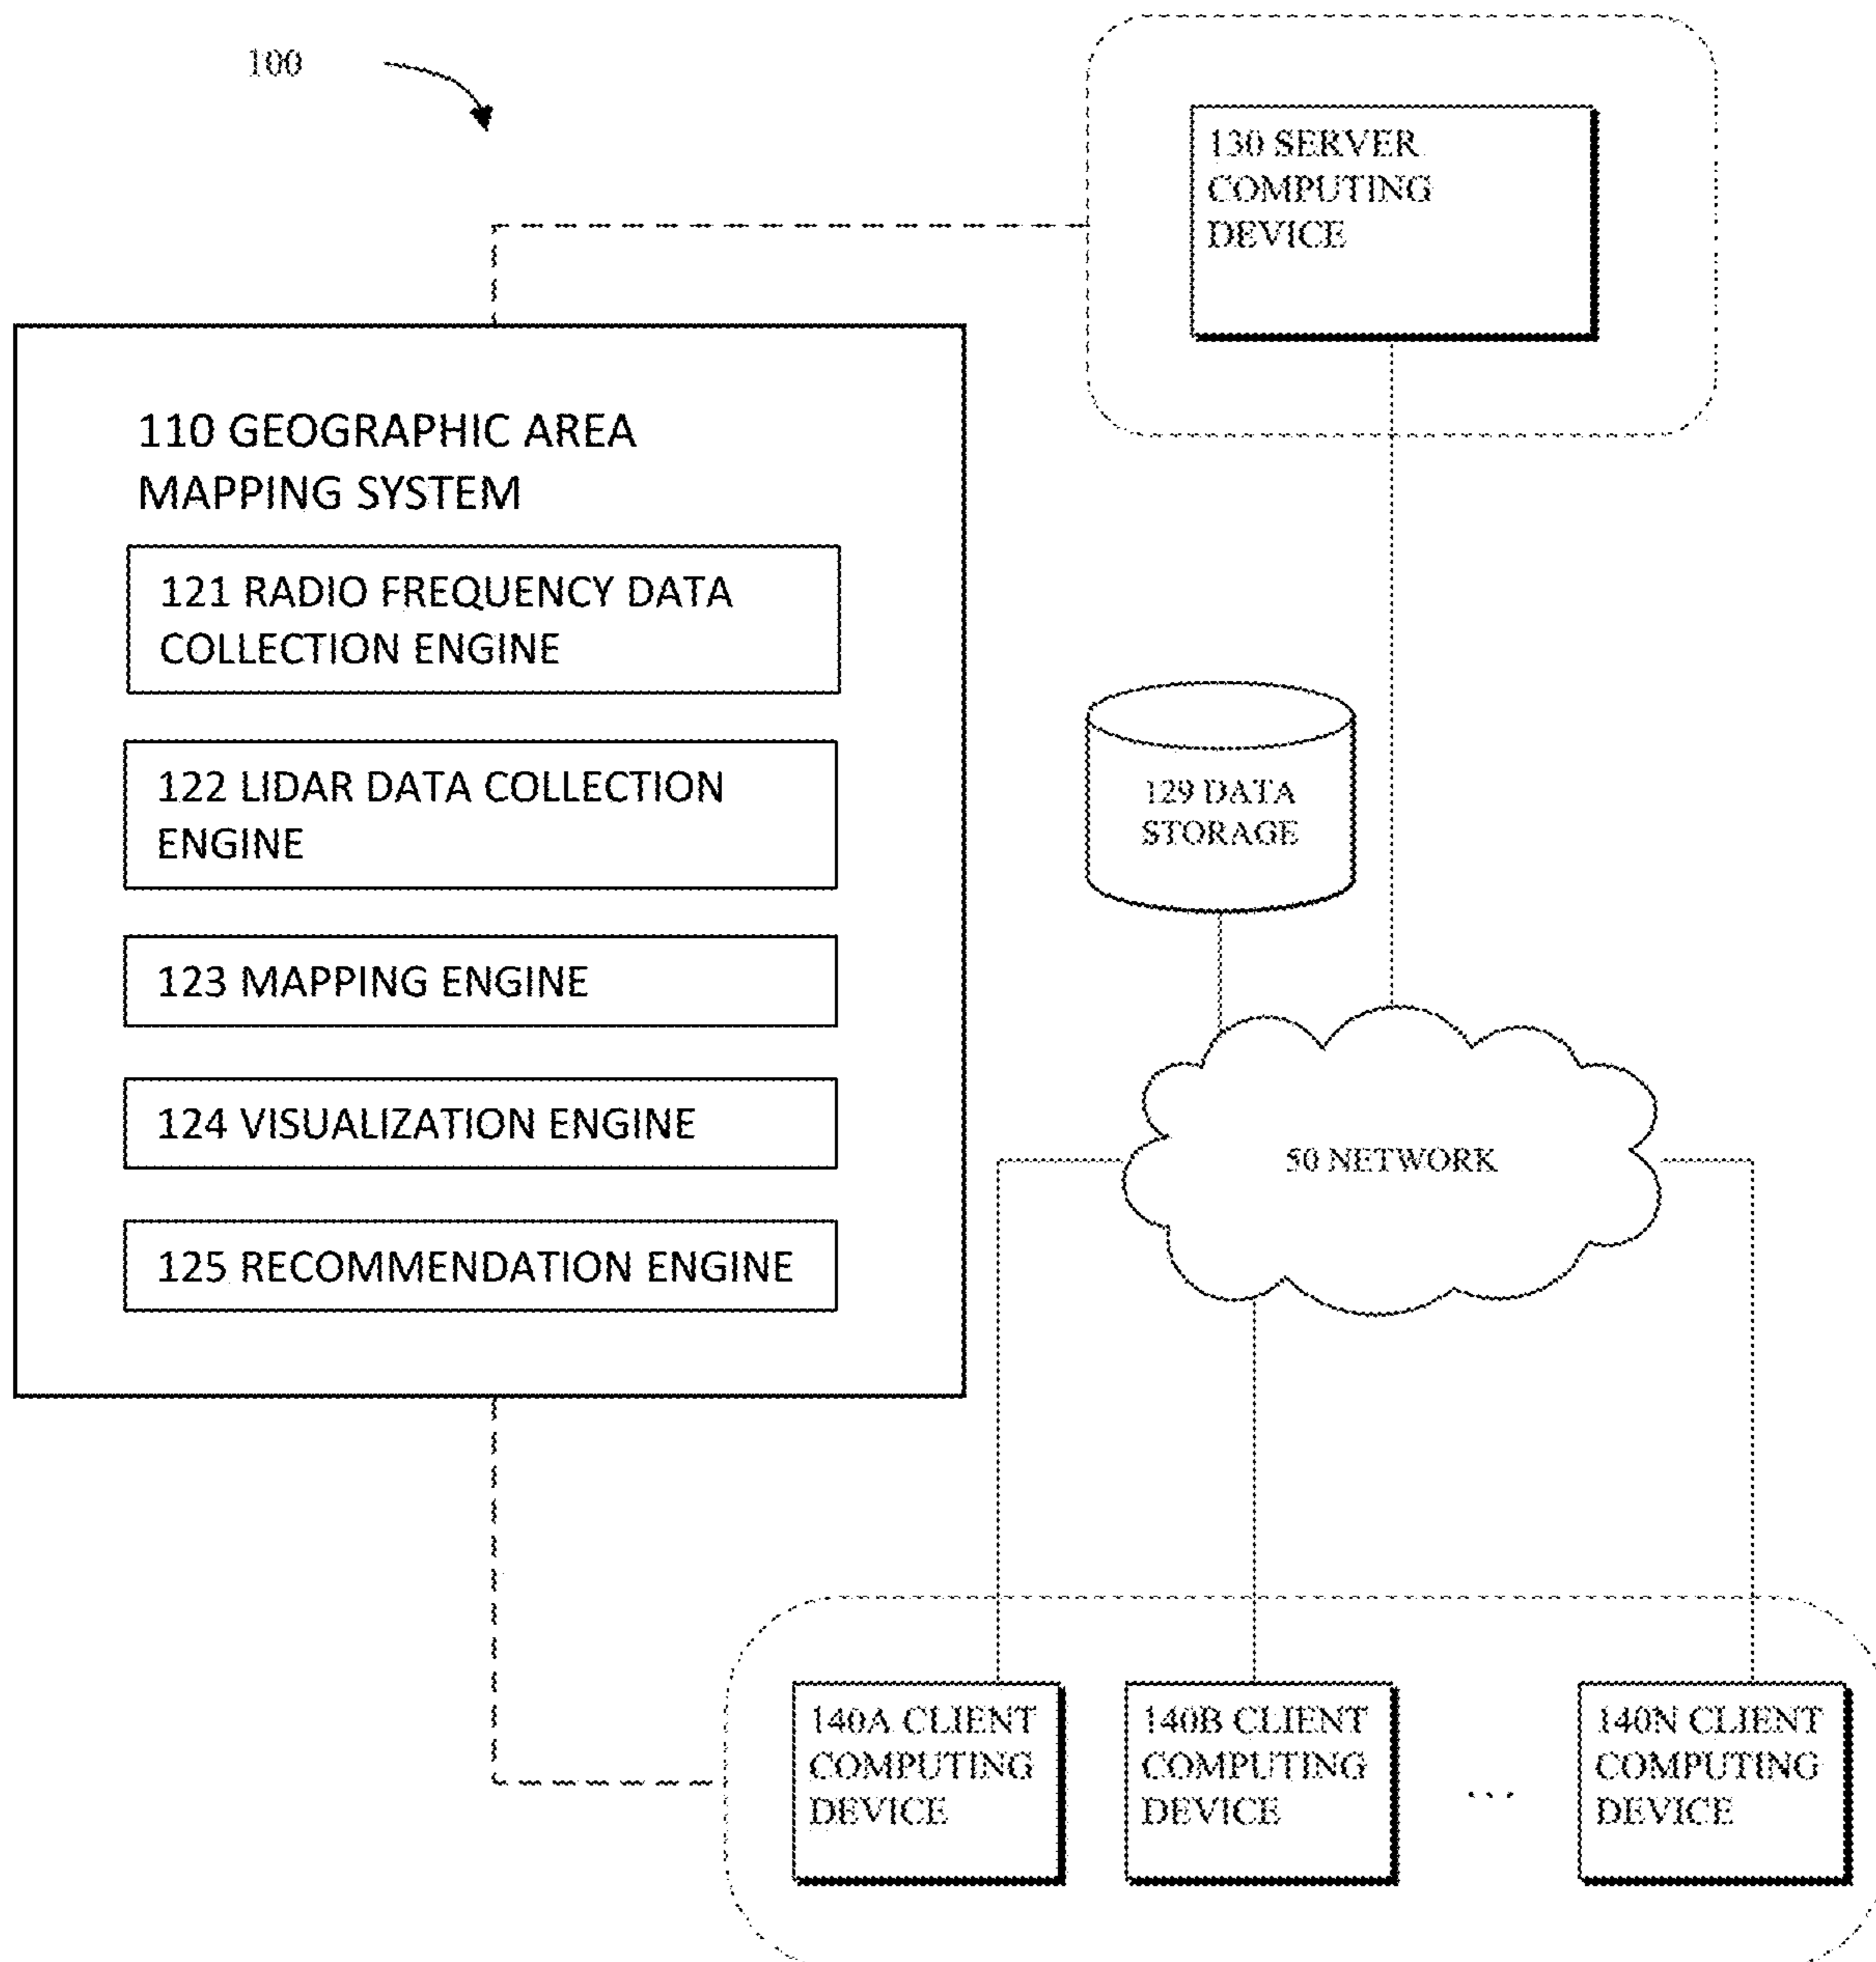 100
130 SERVER
COMPUTING
DEVICE
110 GEOGRAPHIC AREA
MAPPING SYSTEM
121 RADIO FREQUENCY DATA
COLLECTION ENGINE
122 LIDAR DATA COLLECTION
ENGINE
123 MAPPING ENGINE
124 VISUALIZATION ENGINE
125 RECOMMENDATION ENGINE
129 DATA
STORAGE
50 NETWORK
140A CLIENT
COMPUTING
DEVICE
140B CLIENT
COMPUTING
DEVICE
...
140N CLIENT
COMPUTING
DEVICE